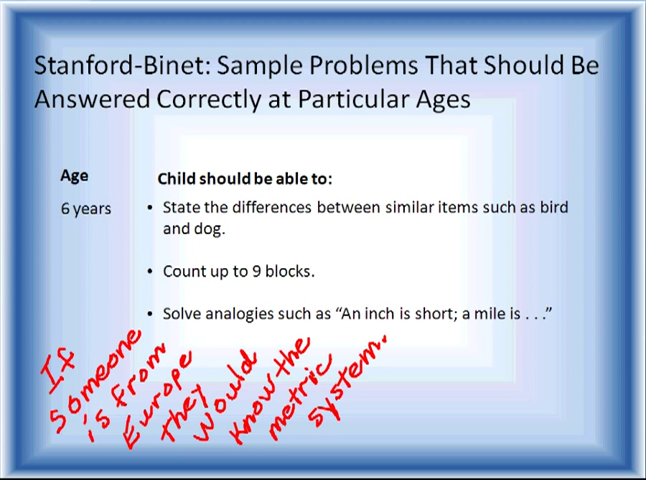 Stanford-Binet: Sample Problems That Should Be
Answered Correctly at Particular Ages
Age
Child should be able to:
6 years
• State the differences between similar items such as bird
and dog.
• Count up to 9 blocks.
• Solve analogies such as “An inch is short; a mile is . . .”
If
someone
is from
Europe
they
would
know the
metric
system.